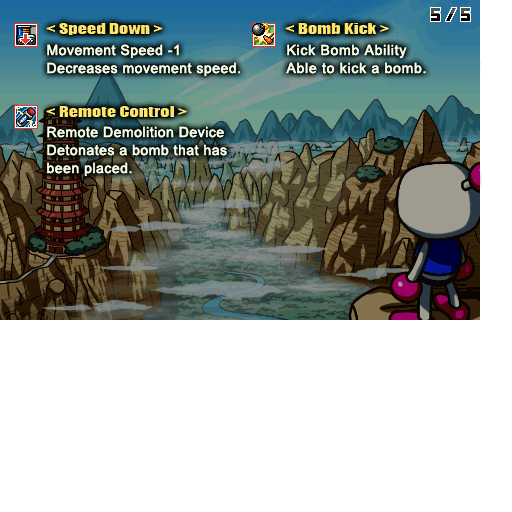 5/5
< Speed Down >
Movement Speed -1
Decreases movement speed.
< Bomb Kick >
Kick Bomb Ability
Able to kick a bomb.
< Remote Control >
Remote Demolition Device
Detonates a bomb that has
been placed.